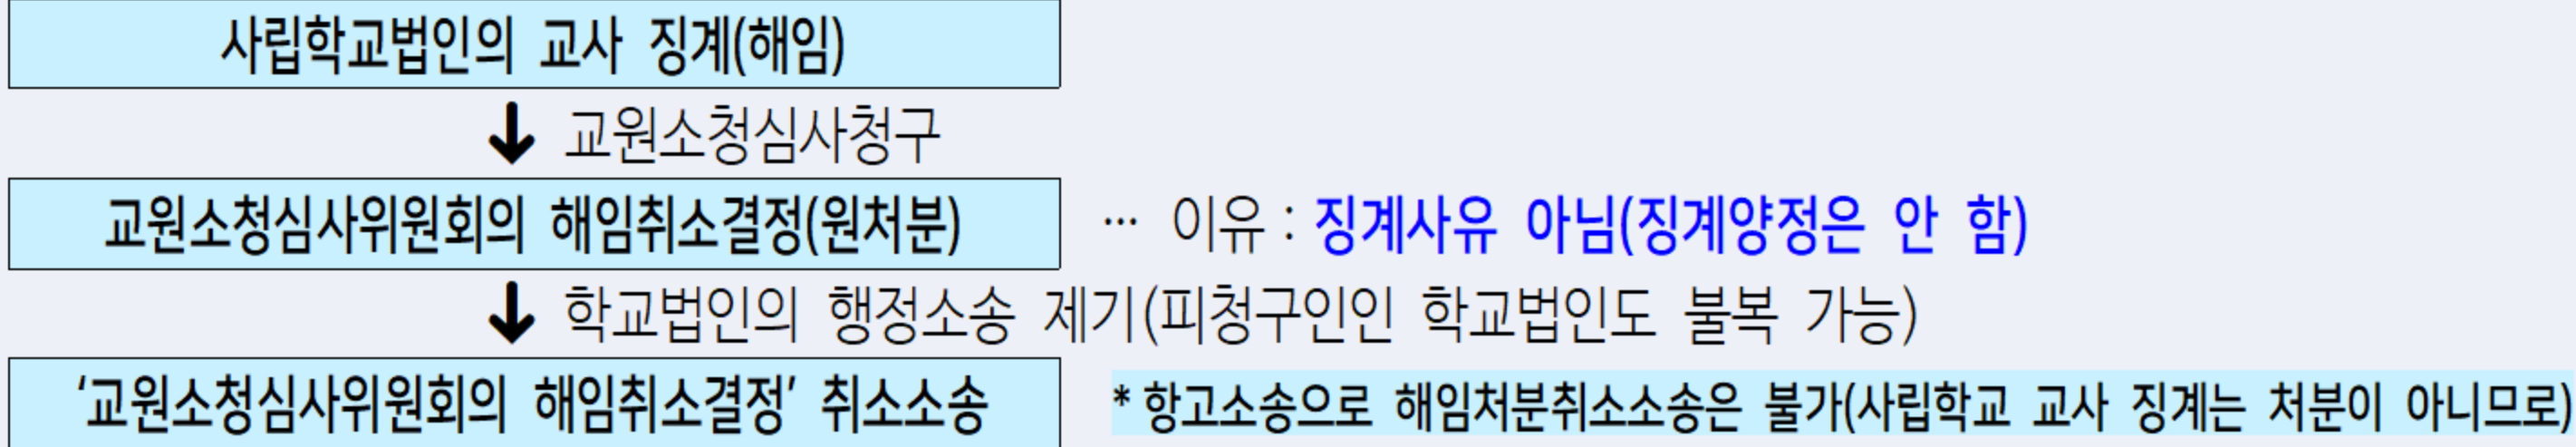 사립학교법인의 교사 징계(해임)
↓ 교원소청심사청구
교원소청심사위원회의 해임취소결정(원처분) … 이유 : 징계사유 아님(징계양정은 안 함)
↓ 학교법인의 행정소송 제기(피청구인인 학교법인도 불복 가능)
‘교원소청심사위원회의 해임취소결정’ 취소소송 * 항고소송으로 해임처분취소소송은 불가(사립학교 교사 징계는 처분이 아니므로)